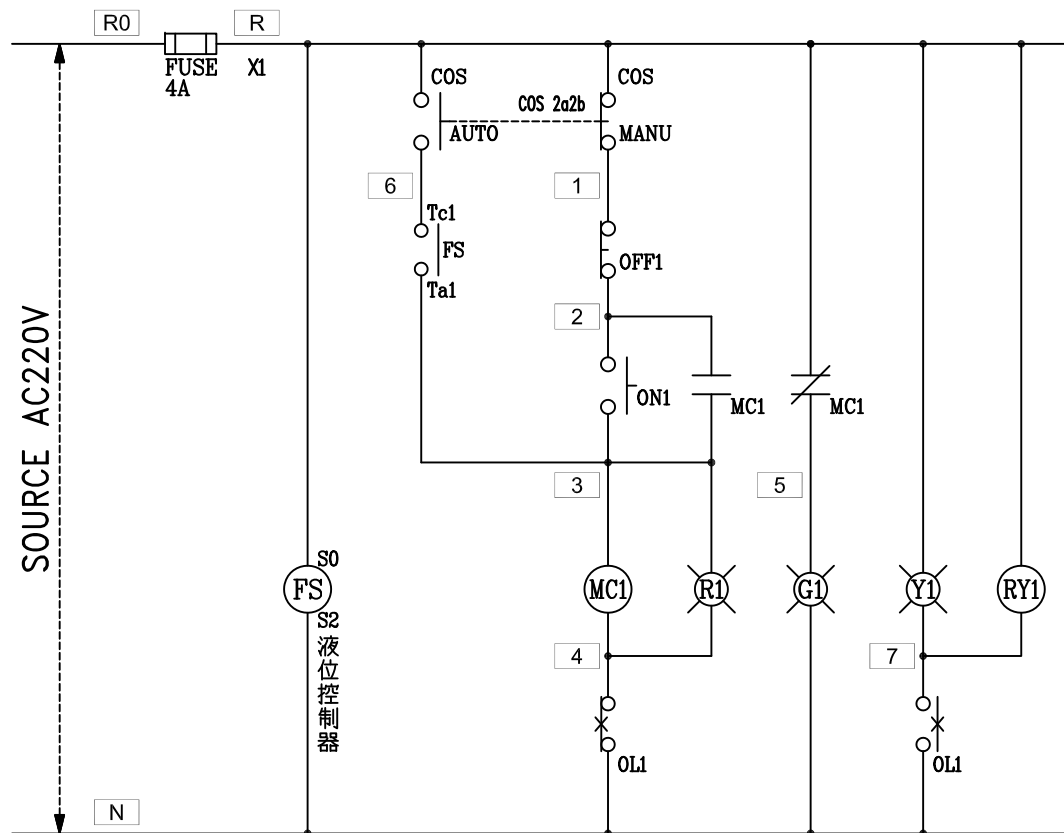 R0
R
FUSE
4A
X1
COS
COS
COS 2a2b
AUTO
MANU
6
1
Tc1
FS
OFF1
Ta1
2
SOURCE AC220V
ON1
MC1
MC1
3
5
S0
FS
MC1
R1
G1
Y1
RY1
S2
液位控制器
4
7
OL1
OL1
N